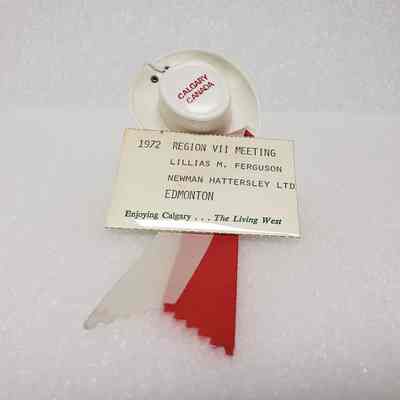 CALGARY
CANADA
1972 REGION VII MEETING
LILLIAS M. FERGUSON
NEWMAN HATTERSLEY LTD
EDMONTON
Enjoying Calgary . . . The Living West